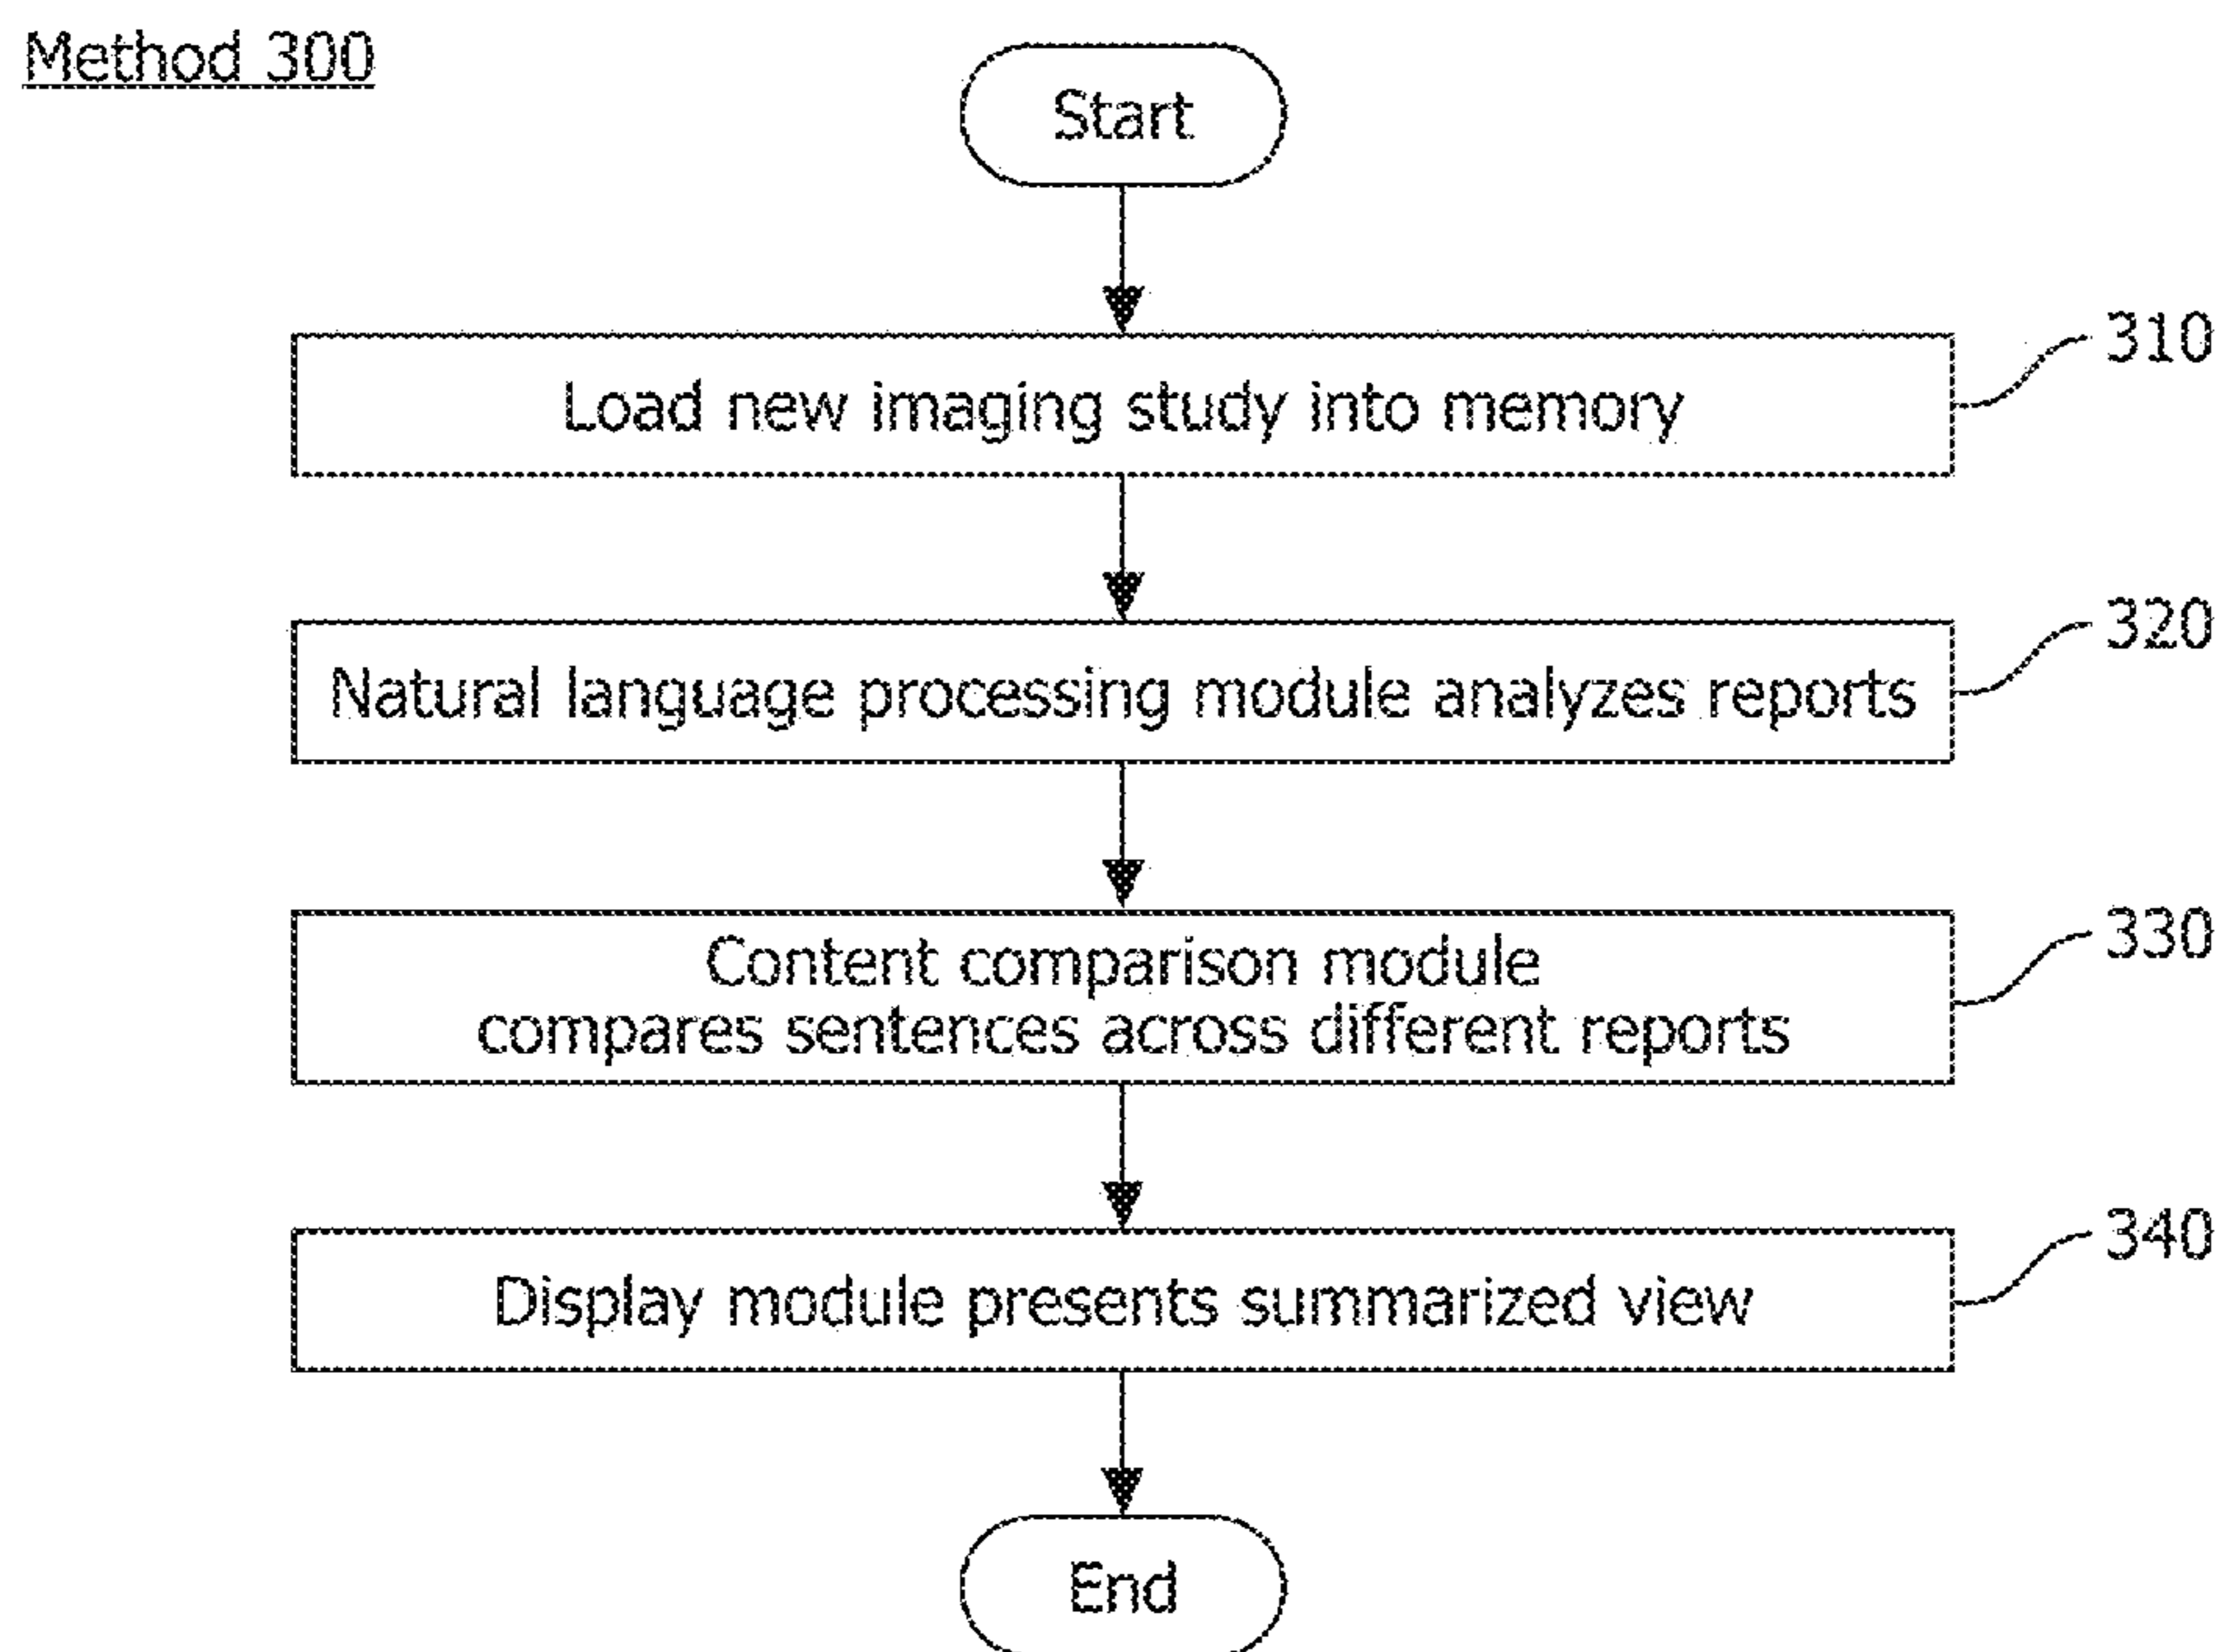 Method 300
Start
Load new imaging study into memory
310
Natural language processing module analyzes reports
320
Content comparison module
compares sentences across different reports
330
Display module presents summarized view
340
End